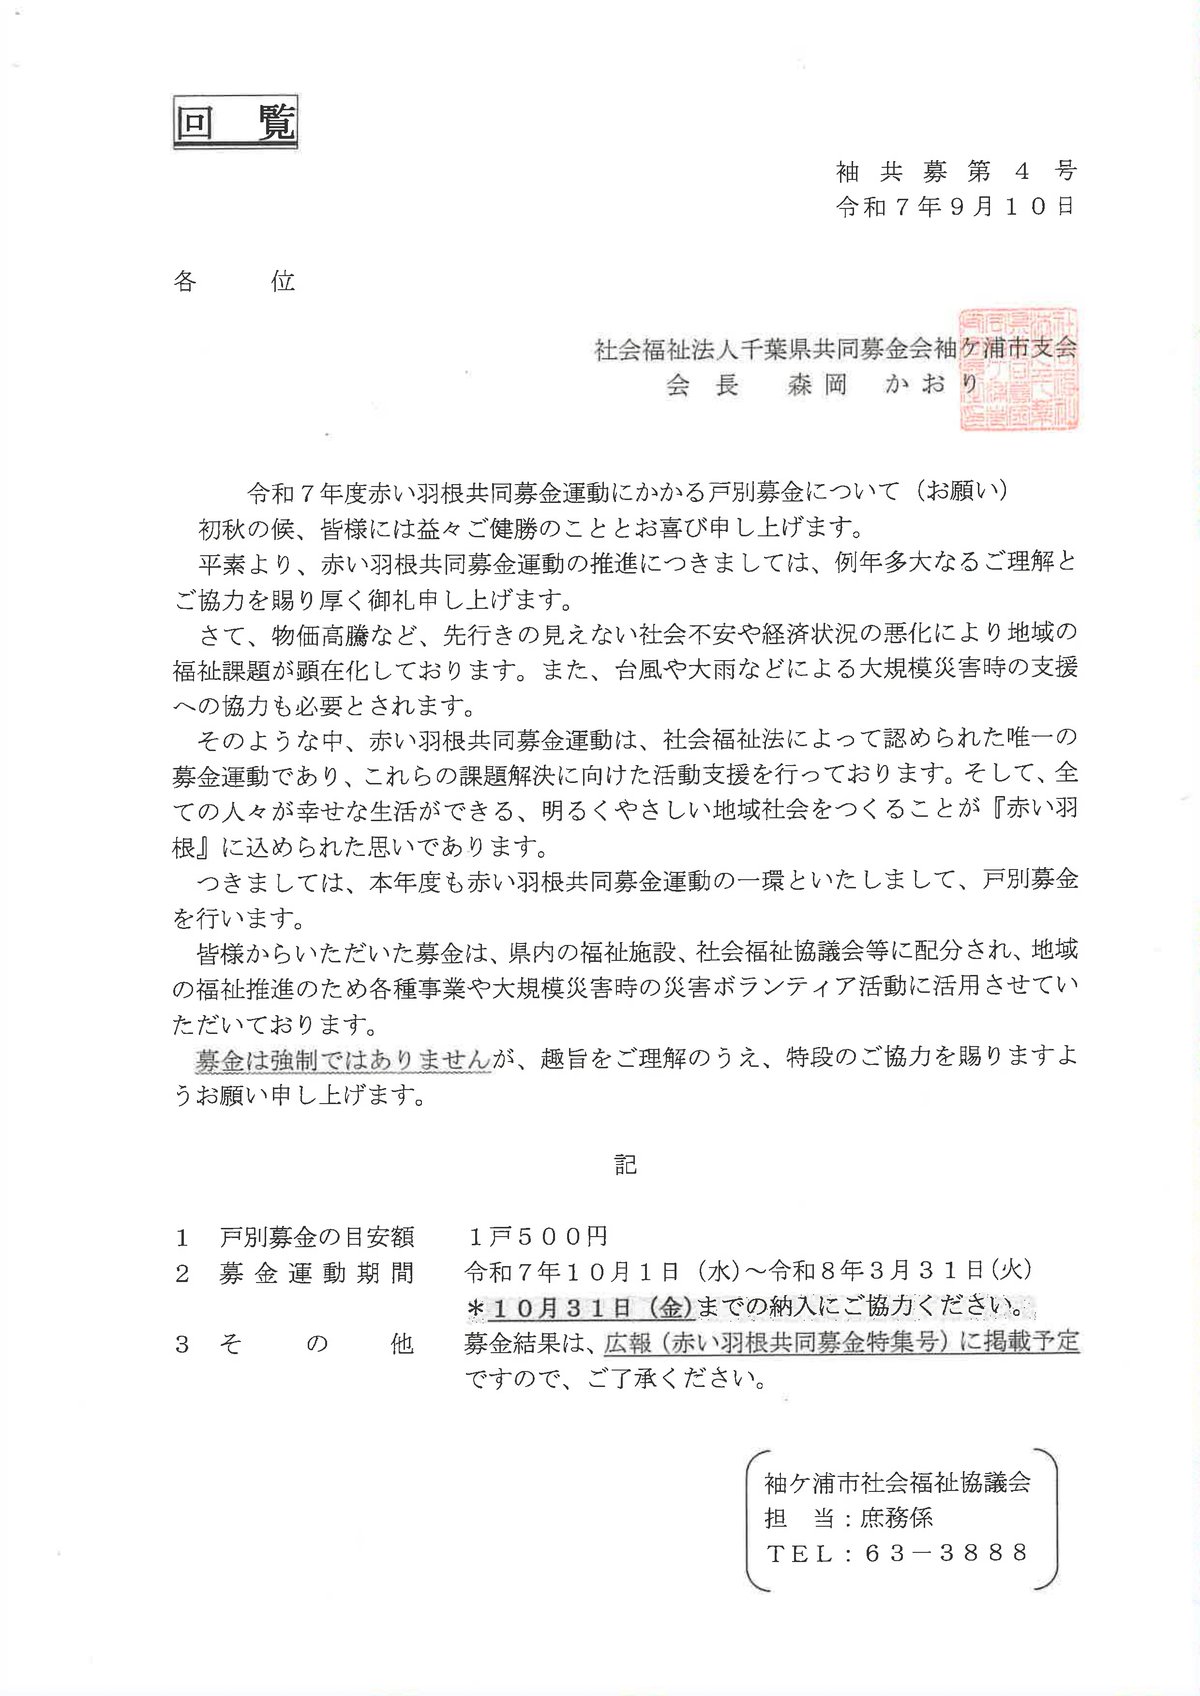 回　覧
袖共募第４号
令和７年９月１０日
各　位
社会福祉法人千葉県共同募金会袖ケ浦市支会
会　長　森岡　かおり
令和７年度赤い羽根共同募金運動にかかる戸別募金について（お願い）
初秋の候、皆様には益々ご健勝のこととお喜び申し上げます。
平素より、赤い羽根共同募金運動の推進につきましては、例年多大なるご理解と
ご協力を賜り厚く御礼申し上げます。
さて、物価高騰など、先行きの見えない社会不安や経済状況の悪化により地域の
福祉課題が顕在化しております。また、台風や大雨などによる大規模災害時の支援
への協力も必要とされます。
そのような中、赤い羽根共同募金運動は、社会福祉法によって認められた唯一の
募金運動であり、これらの課題解決に向けた活動支援を行っております。そして、全
ての人々が幸せな生活ができる、明るくやさしい地域社会をつくることが『赤い羽
根』に込められた思いであります。
つきましては、本年度も赤い羽根共同募金運動の一環といたしまして、戸別募金
を行います。
皆様からいただいた募金は、県内の福祉施設、社会福祉協議会等に配分され、地域
の福祉推進のため各種事業や大規模災害時の災害ボランティア活動に活用させてい
ただいております。
募金は強制ではありませんが、趣旨をご理解のうえ、特段のご協力を賜りますよ
うお願い申し上げます。
記
１　戸別募金の目安額　１戸５００円
２　募金運動期間　令和７年１０月１日（水）～令和８年３月３１日（火）
＊１０月３１日（金）までの納入にご協力ください。
３　その他　募金結果は、広報（赤い羽根共同募金特集号）に掲載予定
ですので、ご了承ください。
袖ケ浦市社会福祉協議会
担　当：庶務係
ＴＥＬ：６３－３８８８